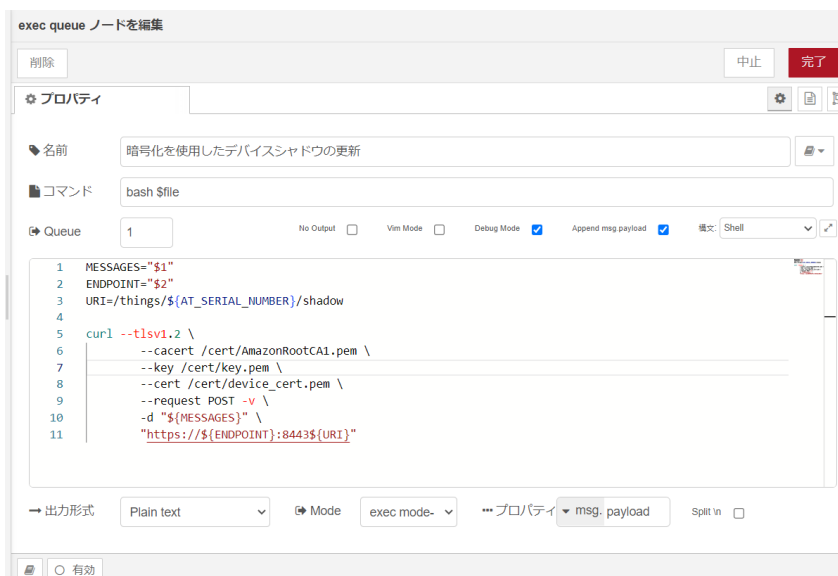 exec queue ノードを編集
削除
中止
完了
プロパティ
名前
暗号化を使用したデバイスシャドウの更新
コマンド
bash $file
Queue
1
No Output
Vim Mode
Debug Mode
Append msg.payload
構文:
Shell
1 MESSAGES="$1"
2 ENDPOINT="$2"
3 URI=/things/${AT_SERIAL_NUMBER}/shadow
4
5 curl --tlsv1.2 \
6 --cacert /cert/AmazonRootCA1.pem \
7 --key /cert/key.pem \
8 --cert /cert/device_cert.pem \
9 --request POST -v \
10 -d "${MESSAGES}" \
11 "https://${ENDPOINT}:8443${URI}"
出力形式
Plain text
Mode
exec mode-
プロパティ
msg. payload
Split \n
有効